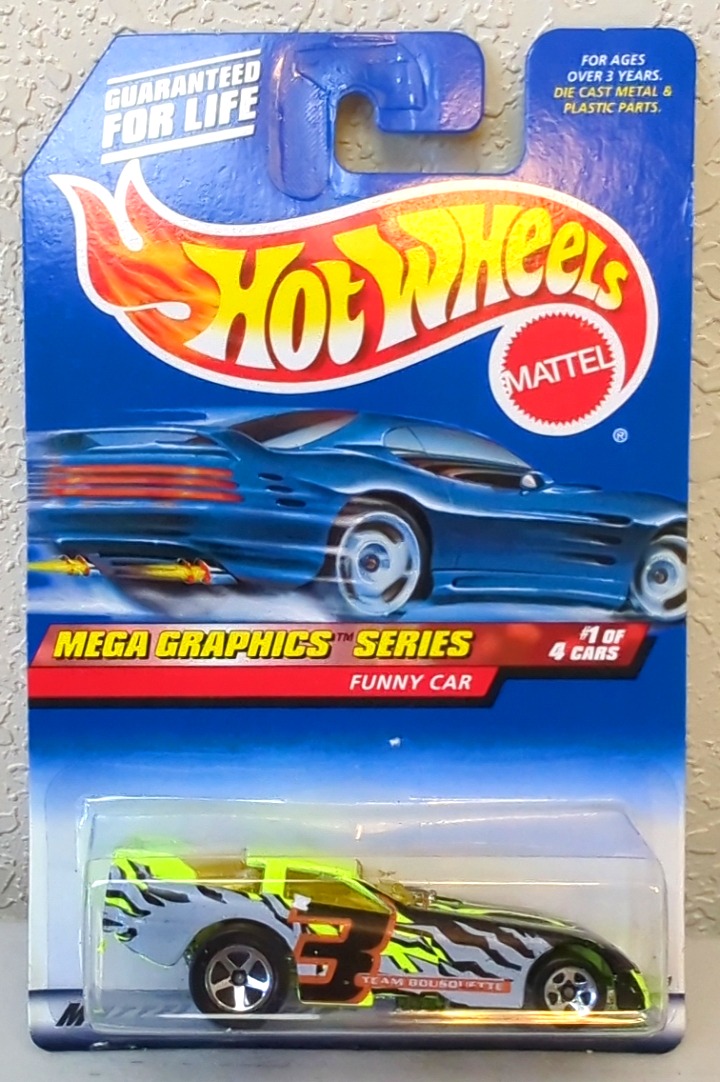 GUARANTEED
FOR LIFE
FOR AGES
OVER 3 YEARS.
DIE CAST METAL &
PLASTIC PARTS.
HOT WHEELS
MATTEL
®
MEGA GRAPHICS™ SERIES
#1 OF
4 CARS
FUNNY CAR
3
TEAM BOUSQUETTE